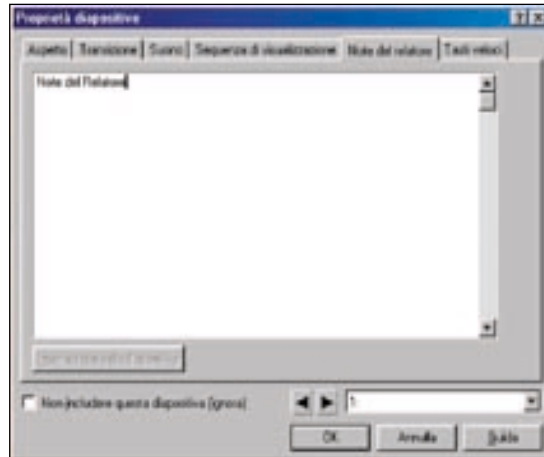 Proprietà diapositiva
Aspetto Transizione Suono Sequenza di visualizzazione Note del relatore Tasti veloci
Note del Relatore
Non includere questa diapositiva (ignora)
1
OK Annulla Guida